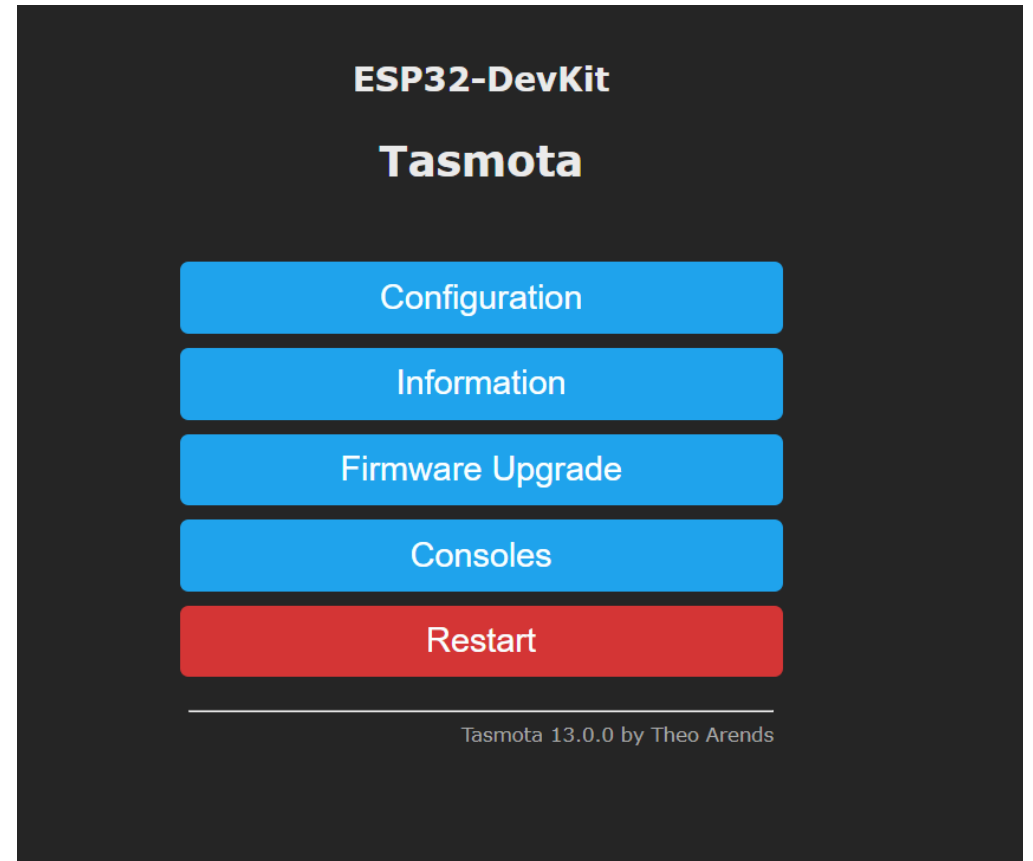 ESP32-DevKit
Tasmota
Configuration
Information
Firmware Upgrade
Consoles
Restart
Tasmota 13.0.0 by Theo Arends